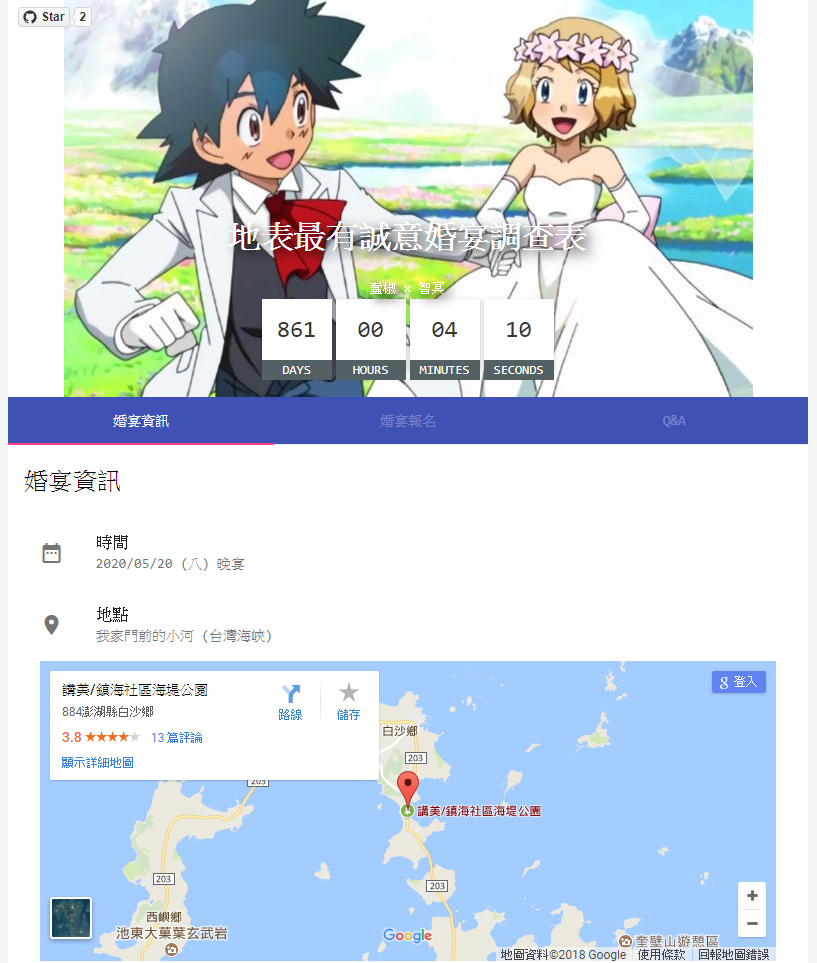 Star 2
地表最有誠意婚宴調查表
蠢椒 × 智冥
861 00 04 10
DAYS HOURS MINUTES SECONDS
婚宴資訊 婚宴報名 Q&A
婚宴資訊
時間
2020/05/20 (八) 晚宴
地點
我家門前的小河 (台灣海峽)
講美/鎮海社區海堤公園
884澎湖縣白沙鄉
3.8 13 篇評論
顯示詳細地圖
路線
儲存
登入
白沙鄉
203
203
講美/鎮海社區海堤公園
203
203
西嶼鄉
池東大菓葉玄武岩
Google
奎壁山遊憩區
地圖資料©2018 Google 使用條款 回報地圖錯誤